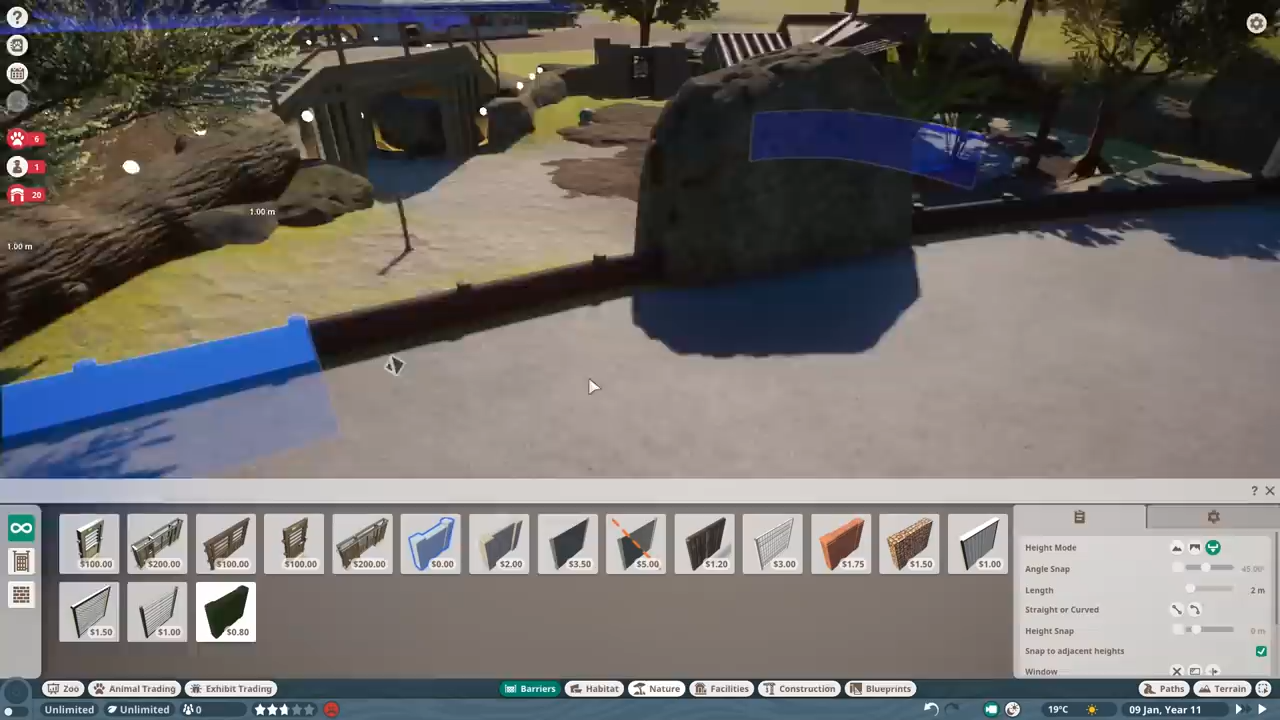 ?
6
1
20
1.00 m
1.00 m
? ×
$100.00 $200.00 $100.00 $100.00 $200.00 $0.00 $2.00 $3.50 $5.00 $1.20 $3.00 $1.75 $1.50 $1.00
$1.50 $1.00 $0.80
Height Mode
Angle Snap 45.00°
Length 2 m
Straight or Curved
Height Snap 0 m
Snap to adjacent heights
Window
Zoo Animal Trading Exhibit Trading Barriers Habitat Nature Facilities Construction Blueprints Paths Terrain
Unlimited Unlimited 0 19°C 09 Jan, Year 11